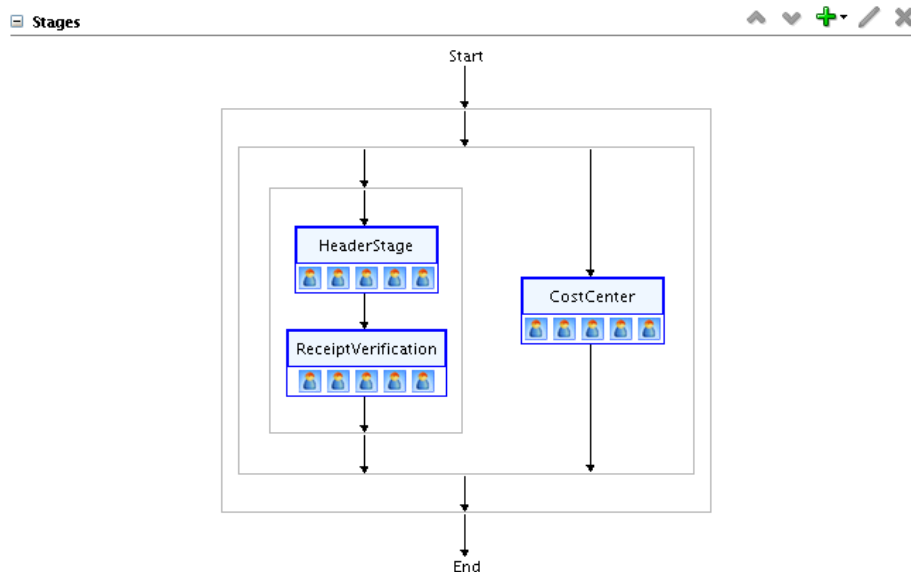 Stages
Start
HeaderStage
CostCenter
ReceiptVerification
End